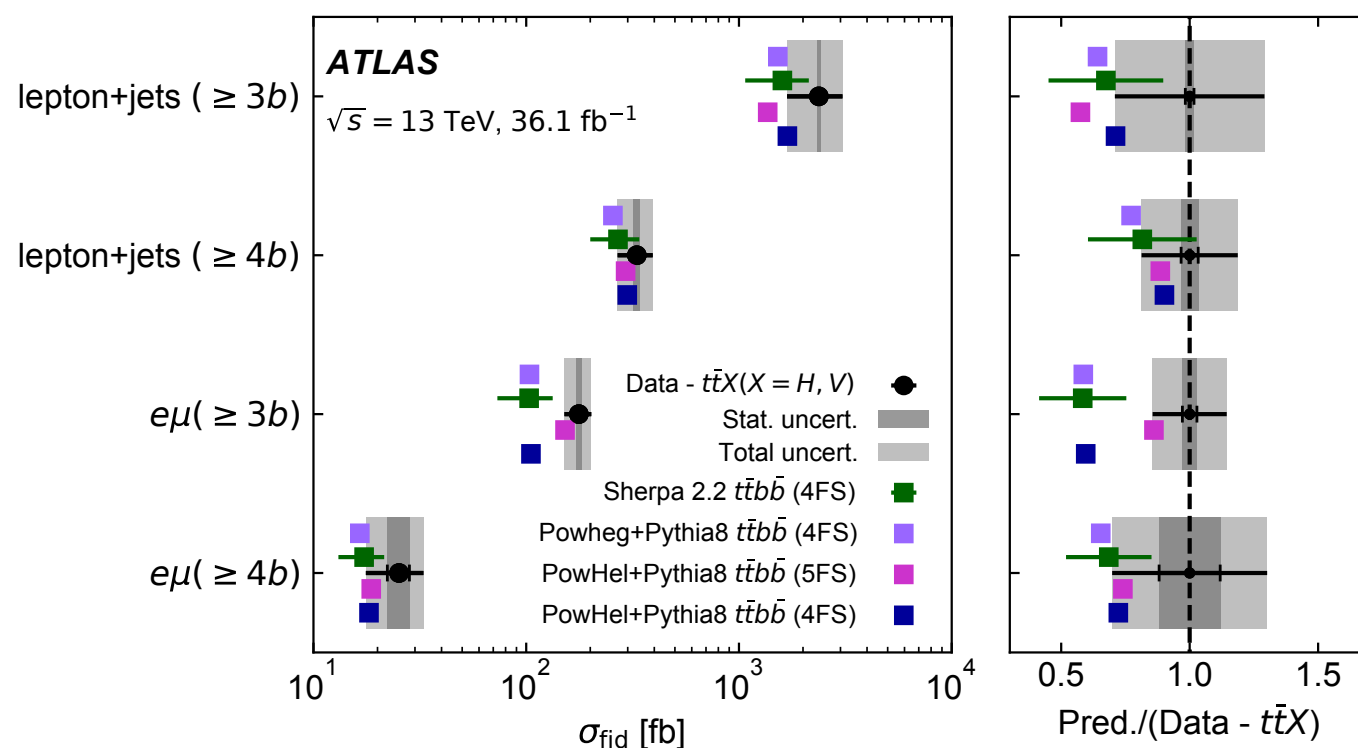 ATLAS
√s = 13 TeV, 36.1 fb⁻¹
lepton+jets ( ≥ 3b)
lepton+jets ( ≥ 4b)
eμ( ≥ 3b)
eμ( ≥ 4b)
Data - tt̄X(X = H, V)
Stat. uncert.
Total uncert.
Sherpa 2.2 tt̄bb̄ (4FS)
Powheg+Pythia8 tt̄bb̄ (4FS)
PowHel+Pythia8 tt̄bb̄ (5FS)
PowHel+Pythia8 tt̄bb̄ (4FS)
10¹ 10² 10³ 10⁴
σfid [fb]
0.5 1.0 1.5
Pred./(Data - tt̄X)